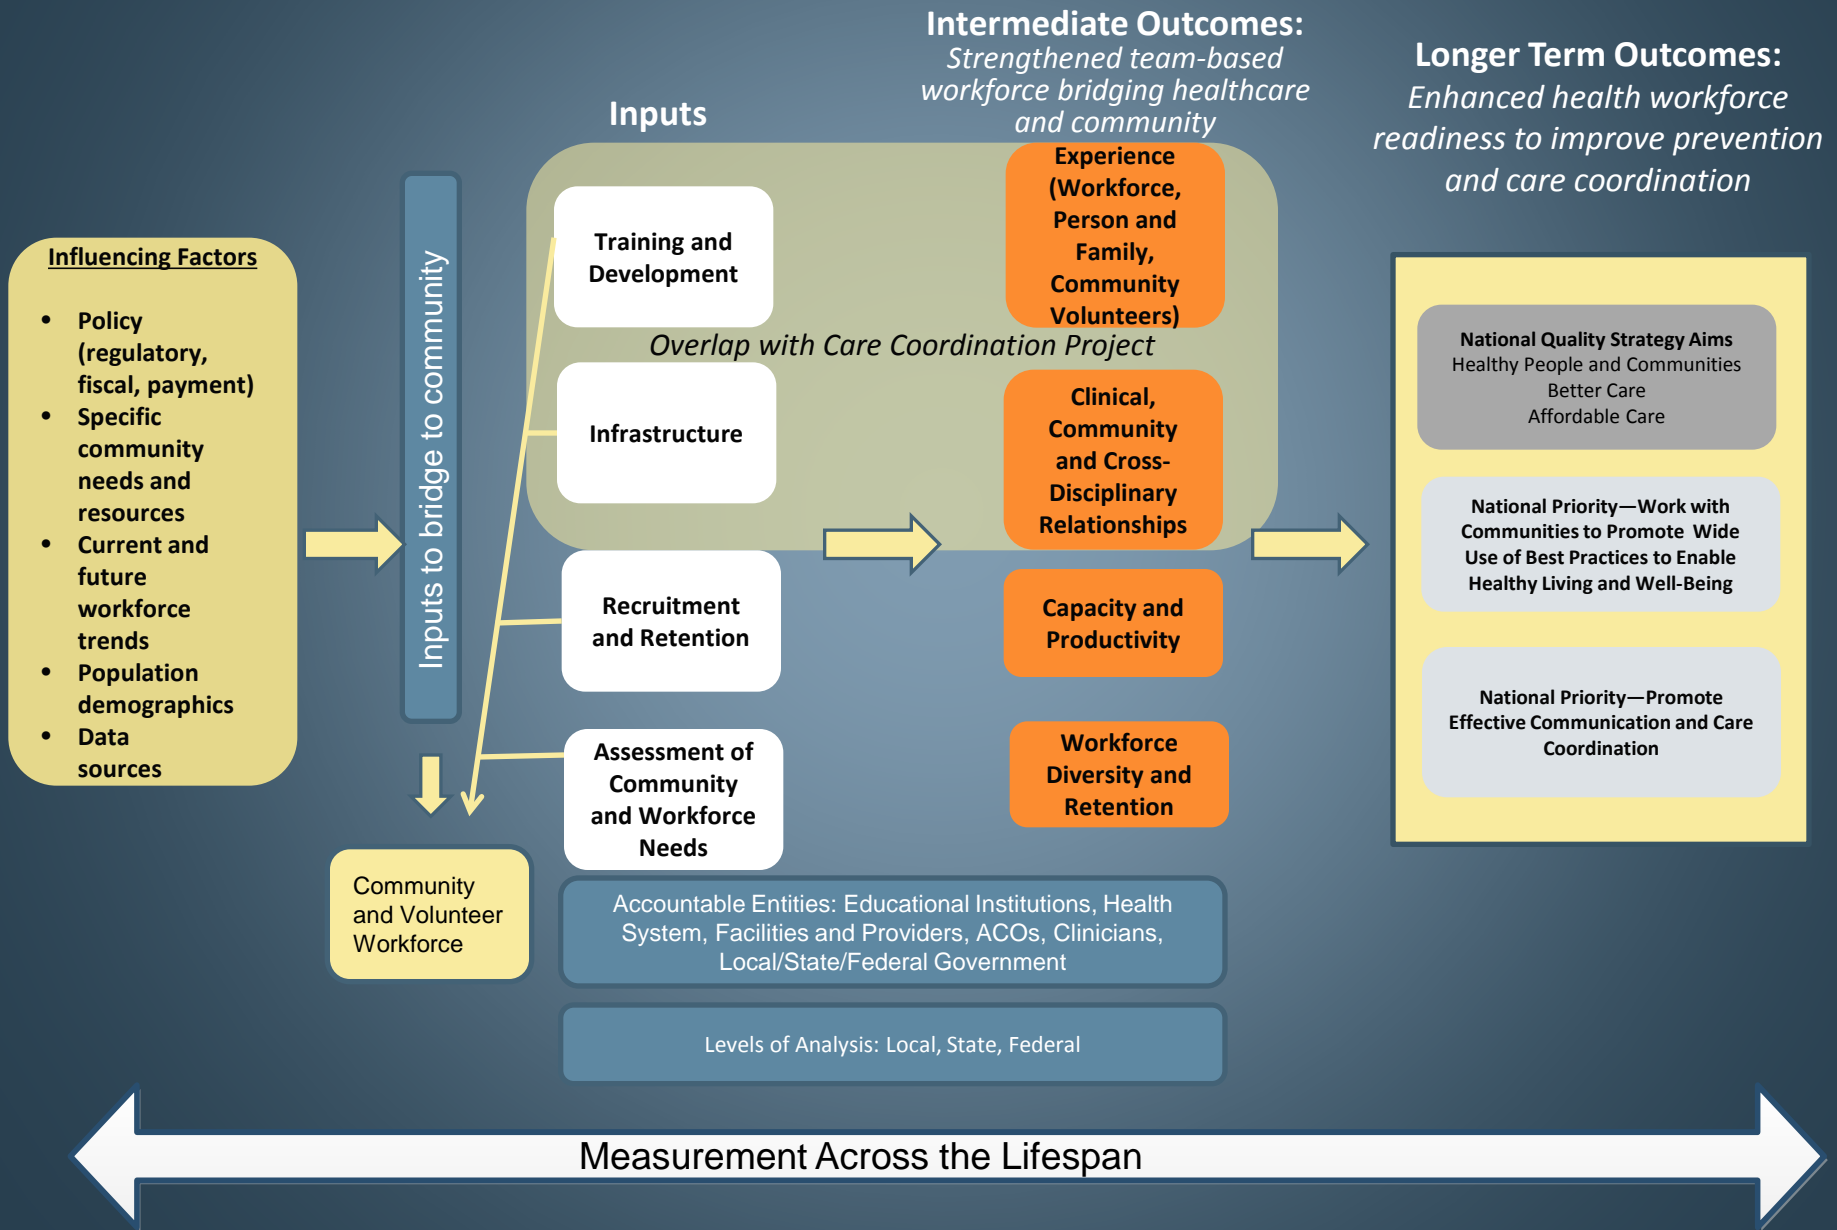 Intermediate Outcomes:
Strengthened team-based
workforce bridging healthcare
and community
Longer Term Outcomes:
Enhanced health workforce
readiness to improve prevention
and care coordination
Inputs
Influencing Factors
• Policy
(regulatory,
fiscal, payment)
• Specific
community
needs and
resources
• Current and
future
workforce
trends
• Population
demographics
• Data
sources
Inputs to bridge to community
Community
and Volunteer
Workforce
Training and
Development
Overlap with Care Coordination Project
Infrastructure
Recruitment
and Retention
Assessment of
Community
and Workforce
Needs
Experience
(Workforce,
Person and
Family,
Community
Volunteers)
Clinical,
Community
and Cross-
Disciplinary
Relationships
Capacity and
Productivity
Workforce
Diversity and
Retention
National Quality Strategy Aims
Healthy People and Communities
Better Care
Affordable Care
National Priority—Work with
Communities to Promote Wide
Use of Best Practices to Enable
Healthy Living and Well-Being
National Priority—Promote
Effective Communication and Care
Coordination
Accountable Entities: Educational Institutions, Health
System, Facilities and Providers, ACOs, Clinicians,
Local/State/Federal Government
Levels of Analysis: Local, State, Federal
Measurement Across the Lifespan